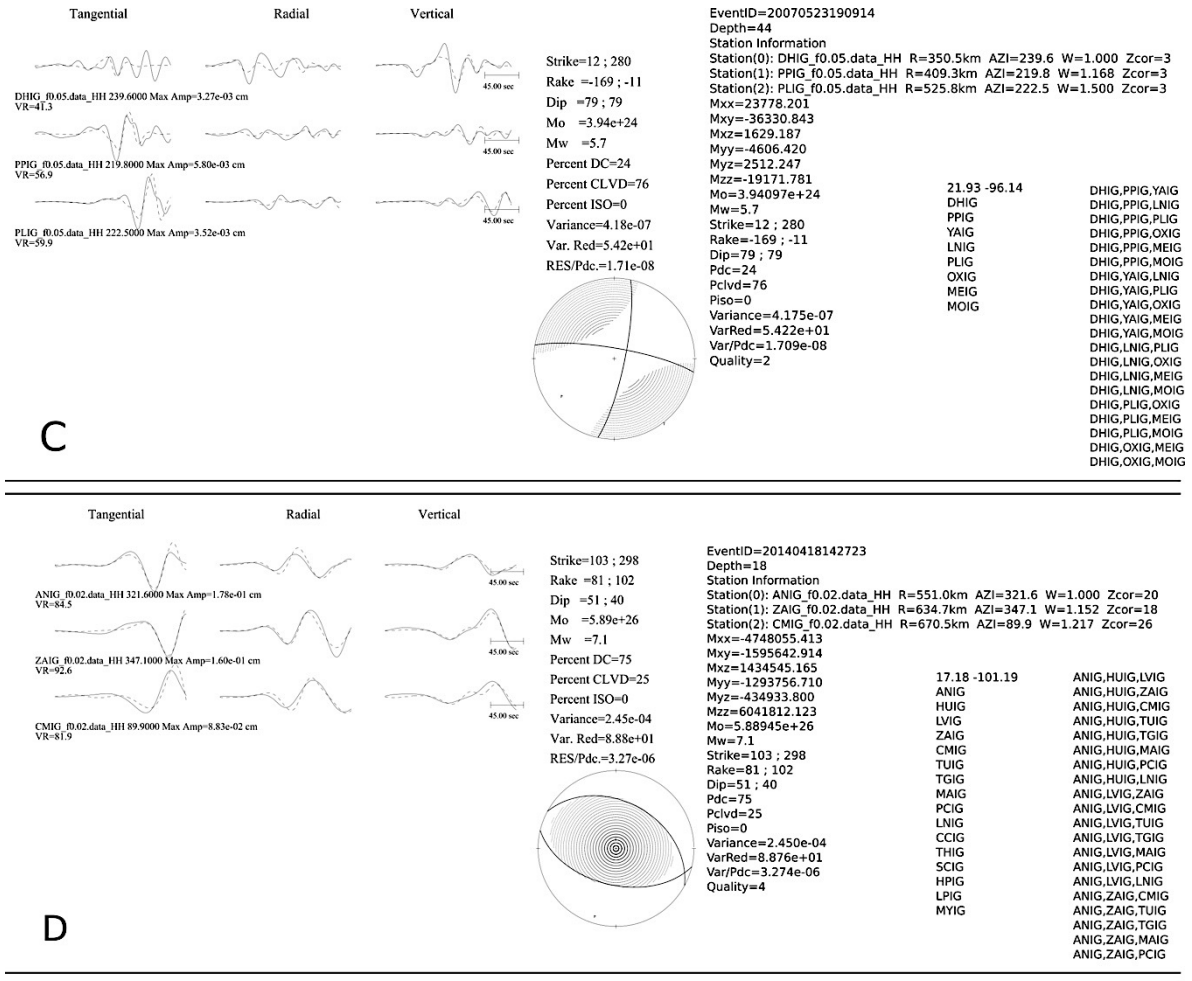 Tangential Radial Vertical
45.00 sec
DHIG_f0.05.data_HH 239.6000 Max Amp=3.27e-03 cm
VR=41.3
45.00 sec
PPIG_f0.05.data_HH 219.8000 Max Amp=5.80e-03 cm
VR=56.9
45.00 sec
PLIG_f0.05.data_HH 222.5000 Max Amp=3.52e-03 cm
VR=59.9
Strike=12 ; 280
Rake =-169 ; -11
Dip =79 ; 79
Mo =3.94e+24
Mw =5.7
Percent DC=24
Percent CLVD=76
Percent ISO=0
Variance=4.18e-07
Var. Red=5.42e+01
RES/Pdc.=1.71e-08
EventID=20070523190914
Depth=44
Station Information
Station(0): DHIG_f0.05.data_HH R=350.5km AZI=239.6 W=1.000 Zcor=3
Station(1): PPIG_f0.05.data_HH R=409.3km AZI=219.8 W=1.168 Zcor=3
Station(2): PLIG_f0.05.data_HH R=525.8km AZI=222.5 W=1.500 Zcor=3
Mxx=23778.201
Mxy=-36330.843
Mxz=1629.187
Myy=-4606.420
Myz=2512.247
Mzz=-19171.781
Mo=3.94097e+24
Mw=5.7
Strike=12 ; 280
Rake=-169 ; -11
Dip=79 ; 79
Pdc=24
Pclvd=76
Piso=0
Variance=4.175e-07
VarRed=5.422e+01
Var/Pdc=1.709e-08
Quality=2
21.93 -96.14
DHIG
PPIG
YAIG
LNIG
PLIG
OXIG
MEIG
MOIG
DHIG,PPIG,YAIG
DHIG,PPIG,LNIG
DHIG,PPIG,PLIG
DHIG,PPIG,OXIG
DHIG,PPIG,MEIG
DHIG,PPIG,MOIG
DHIG,YAIG,LNIG
DHIG,YAIG,PLIG
DHIG,YAIG,OXIG
DHIG,YAIG,MEIG
DHIG,YAIG,MOIG
DHIG,LNIG,PLIG
DHIG,LNIG,OXIG
DHIG,LNIG,MEIG
DHIG,LNIG,MOIG
DHIG,PLIG,OXIG
DHIG,PLIG,MEIG
DHIG,PLIG,MOIG
DHIG,OXIG,MEIG
DHIG,OXIG,MOIG
C
Tangential Radial Vertical
45.00 sec
ANIG_f0.02.data_HH 321.6000 Max Amp=1.78e-01 cm
VR=84.5
45.00 sec
ZAIG_f0.02.data_HH 347.1000 Max Amp=1.60e-01 cm
VR=92.6
45.00 sec
CMIG_f0.02.data_HH 89.9000 Max Amp=8.83e-02 cm
VR=81.9
Strike=103 ; 298
Rake =81 ; 102
Dip =51 ; 40
Mo =5.89e+26
Mw =7.1
Percent DC=75
Percent CLVD=25
Percent ISO=0
Variance=2.45e-04
Var. Red=8.88e+01
RES/Pdc.=3.27e-06
EventID=20140418142723
Depth=18
Station Information
Station(0): ANIG_f0.02.data_HH R=551.0km AZI=321.6 W=1.000 Zcor=20
Station(1): ZAIG_f0.02.data_HH R=634.7km AZI=347.1 W=1.152 Zcor=18
Station(2): CMIG_f0.02.data_HH R=670.5km AZI=89.9 W=1.217 Zcor=26
Mxx=-4748055.413
Mxy=-1595642.914
Mxz=1434545.165
Myy=-1293756.710
Myz=-434933.800
Mzz=6041812.123
Mo=5.88945e+26
Mw=7.1
Strike=103 ; 298
Rake=81 ; 102
Dip=51 ; 40
Pdc=75
Pclvd=25
Piso=0
Variance=2.450e-04
VarRed=8.876e+01
Var/Pdc=3.274e-06
Quality=4
17.18 -101.19
ANIG
HUIG
LVIG
ZAIG
CMIG
TUIG
TGIG
MAIG
PCIG
LNIG
CCIG
THIG
SCIG
HPIG
LPIG
MYIG
ANIG,HUIG,LVIG
ANIG,HUIG,ZAIG
ANIG,HUIG,CMIG
ANIG,HUIG,TUIG
ANIG,HUIG,TGIG
ANIG,HUIG,MAIG
ANIG,HUIG,PCIG
ANIG,HUIG,LNIG
ANIG,LVIG,ZAIG
ANIG,LVIG,CMIG
ANIG,LVIG,TUIG
ANIG,LVIG,TGIG
ANIG,LVIG,MAIG
ANIG,LVIG,PCIG
ANIG,LVIG,LNIG
ANIG,ZAIG,CMIG
ANIG,ZAIG,TUIG
ANIG,ZAIG,TGIG
ANIG,ZAIG,MAIG
ANIG,ZAIG,PCIG
D